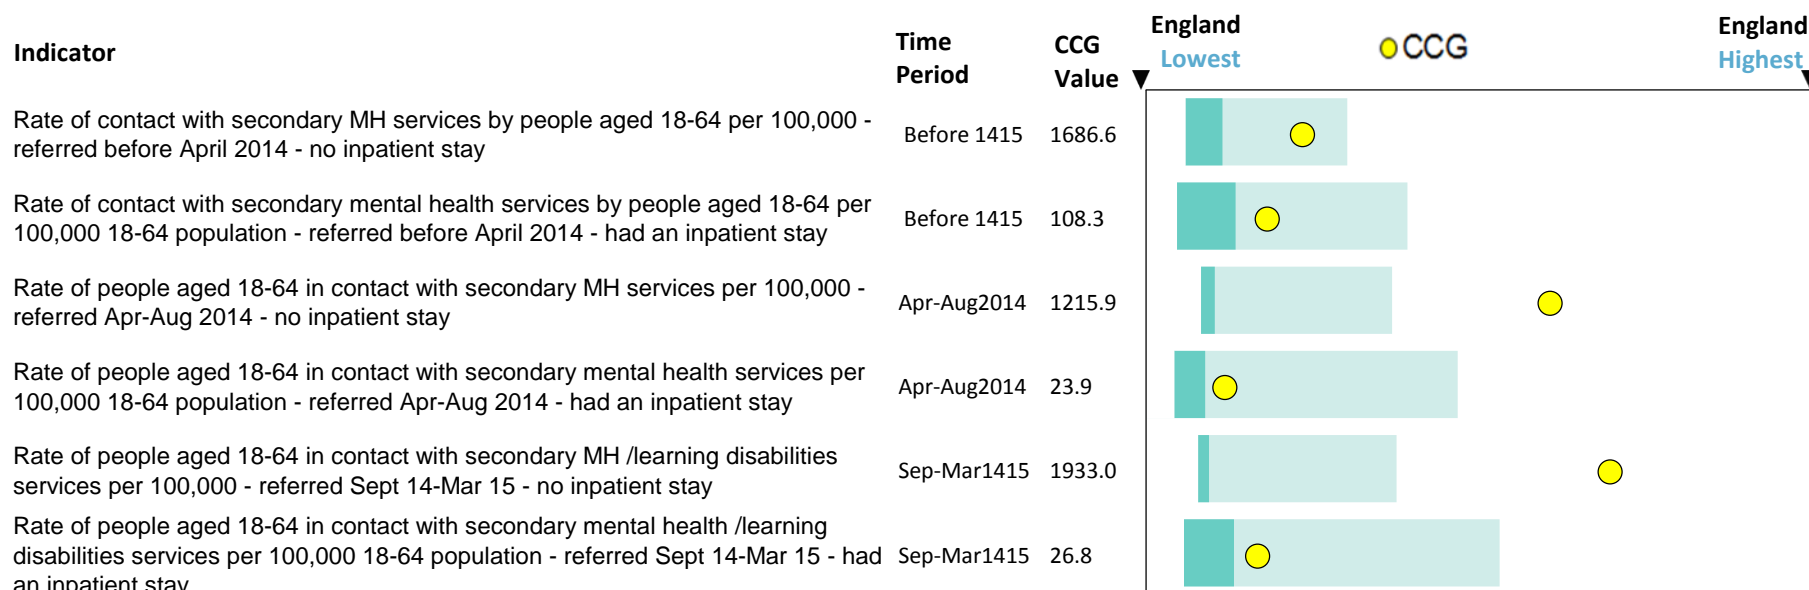 Indicator
Time
Period
CCG
Value
England
Lowest
CCG
England
Highest
Rate of contact with secondary MH services by people aged 18-64 per 100,000 -
referred before April 2014 - no inpatient stay
Before 1415
1686.6
Rate of contact with secondary mental health services by people aged 18-64 per
100,000 18-64 population - referred before April 2014 - had an inpatient stay
Before 1415
108.3
Rate of people aged 18-64 in contact with secondary MH services per 100,000 -
referred Apr-Aug 2014 - no inpatient stay
Apr-Aug2014
1215.9
Rate of people aged 18-64 in contact with secondary mental health services per
100,000 18-64 population - referred Apr-Aug 2014 - had an inpatient stay
Apr-Aug2014
23.9
Rate of people aged 18-64 in contact with secondary MH /learning disabilities
services per 100,000 - referred Sept 14-Mar 15 - no inpatient stay
Sep-Mar1415
1933.0
Rate of people aged 18-64 in contact with secondary mental health /learning
disabilities services per 100,000 18-64 population - referred Sept 14-Mar 15 - had
an inpatient stay
Sep-Mar1415
26.8